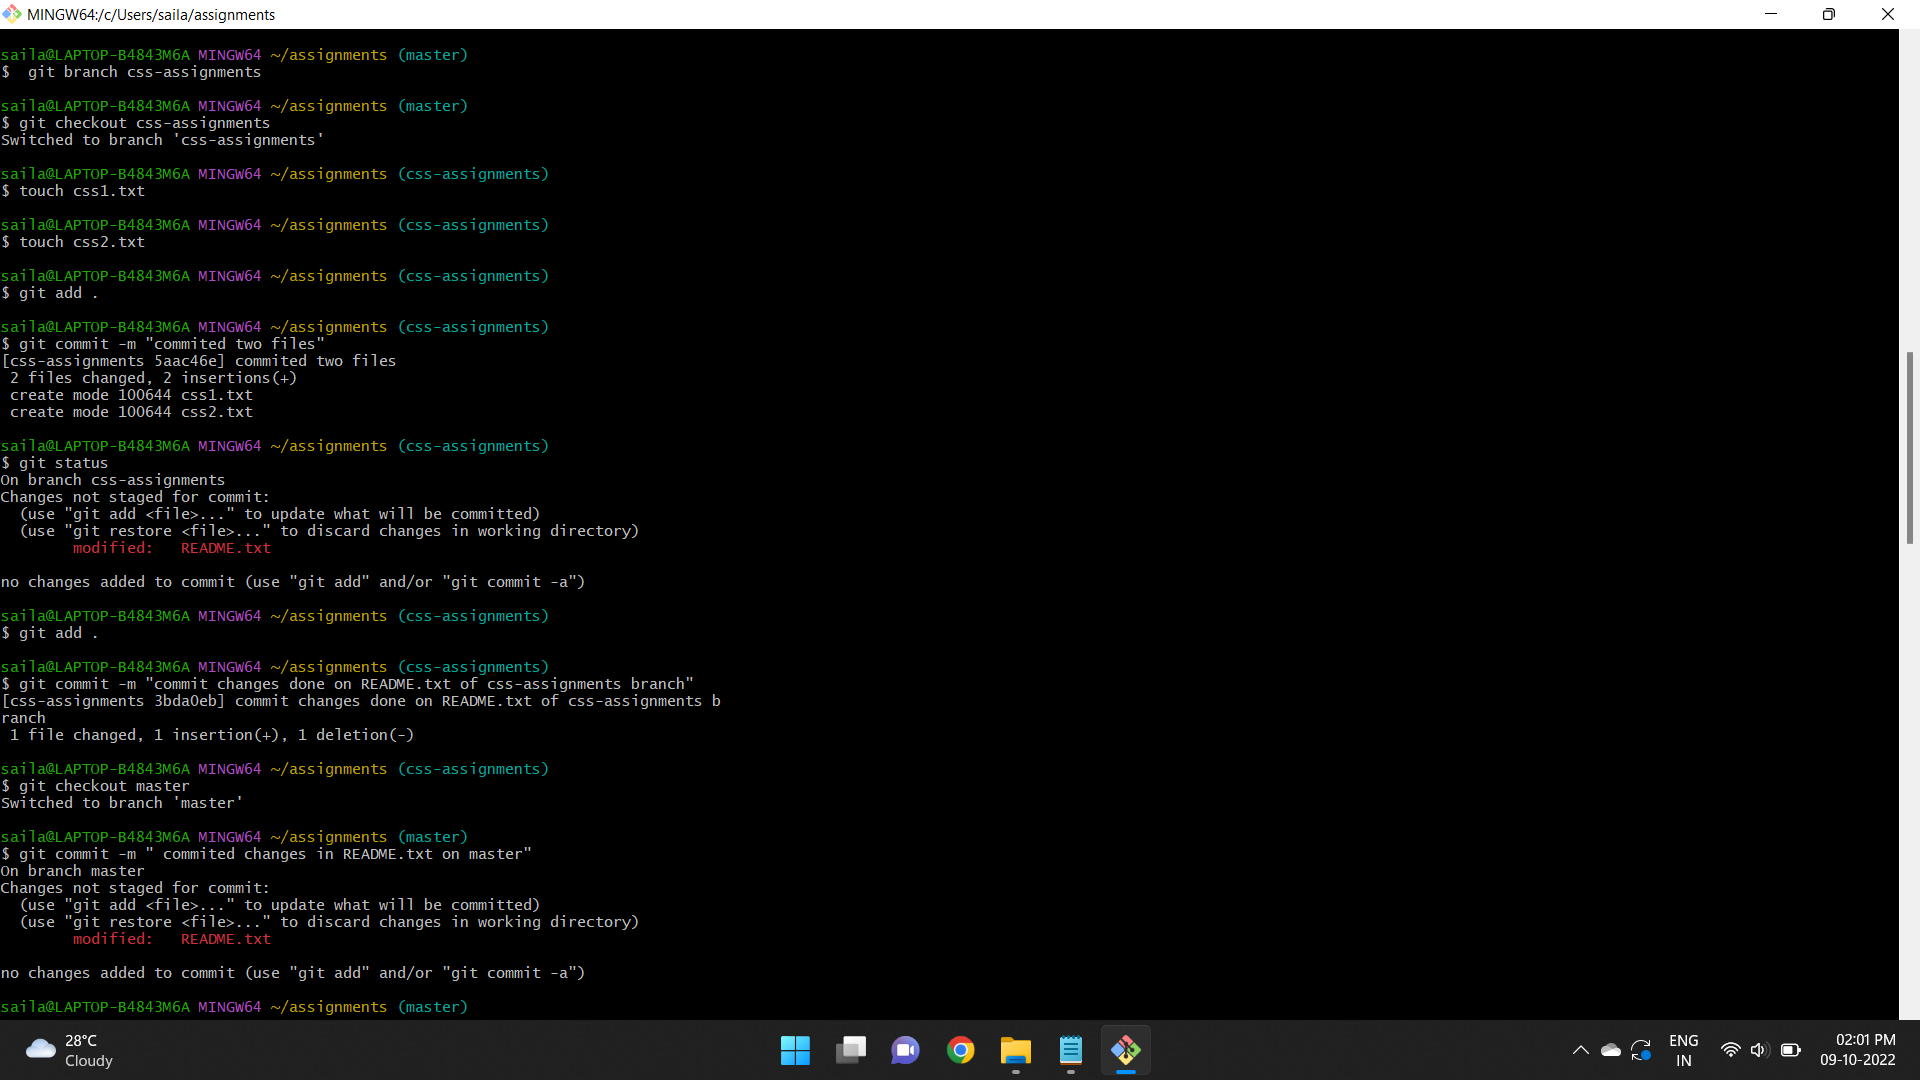 MINGW64:/c/Users/saila/assignments
saila@LAPTOP-B4843M6A MINGW64 ~/assignments (master)
$  git branch css-assignments
saila@LAPTOP-B4843M6A MINGW64 ~/assignments (master)
$ git checkout css-assignments
Switched to branch 'css-assignments'
saila@LAPTOP-B4843M6A MINGW64 ~/assignments (css-assignments)
$ touch css1.txt
saila@LAPTOP-B4843M6A MINGW64 ~/assignments (css-assignments)
$ touch css2.txt
saila@LAPTOP-B4843M6A MINGW64 ~/assignments (css-assignments)
$ git add .
saila@LAPTOP-B4843M6A MINGW64 ~/assignments (css-assignments)
$ git commit -m "commited two files"
[css-assignments 5aac46e] commited two files
 2 files changed, 2 insertions(+)
 create mode 100644 css1.txt
 create mode 100644 css2.txt
saila@LAPTOP-B4843M6A MINGW64 ~/assignments (css-assignments)
$ git status
On branch css-assignments
Changes not staged for commit:
  (use "git add <file>..." to update what will be committed)
  (use "git restore <file>..." to discard changes in working directory)
        modified:   README.txt
no changes added to commit (use "git add" and/or "git commit -a")
saila@LAPTOP-B4843M6A MINGW64 ~/assignments (css-assignments)
$ git add .
saila@LAPTOP-B4843M6A MINGW64 ~/assignments (css-assignments)
$ git commit -m "commit changes done on README.txt of css-assignments branch"
[css-assignments 3bda0eb] commit changes done on README.txt of css-assignments b
ranch
 1 file changed, 1 insertion(+), 1 deletion(-)
saila@LAPTOP-B4843M6A MINGW64 ~/assignments (css-assignments)
$ git checkout master
Switched to branch 'master'
saila@LAPTOP-B4843M6A MINGW64 ~/assignments (master)
$ git commit -m " commited changes in README.txt on master"
On branch master
Changes not staged for commit:
  (use "git add <file>..." to update what will be committed)
  (use "git restore <file>..." to discard changes in working directory)
        modified:   README.txt
no changes added to commit (use "git add" and/or "git commit -a")
saila@LAPTOP-B4843M6A MINGW64 ~/assignments (master)
28°C
Cloudy
ENG
IN
02:01 PM
09-10-2022